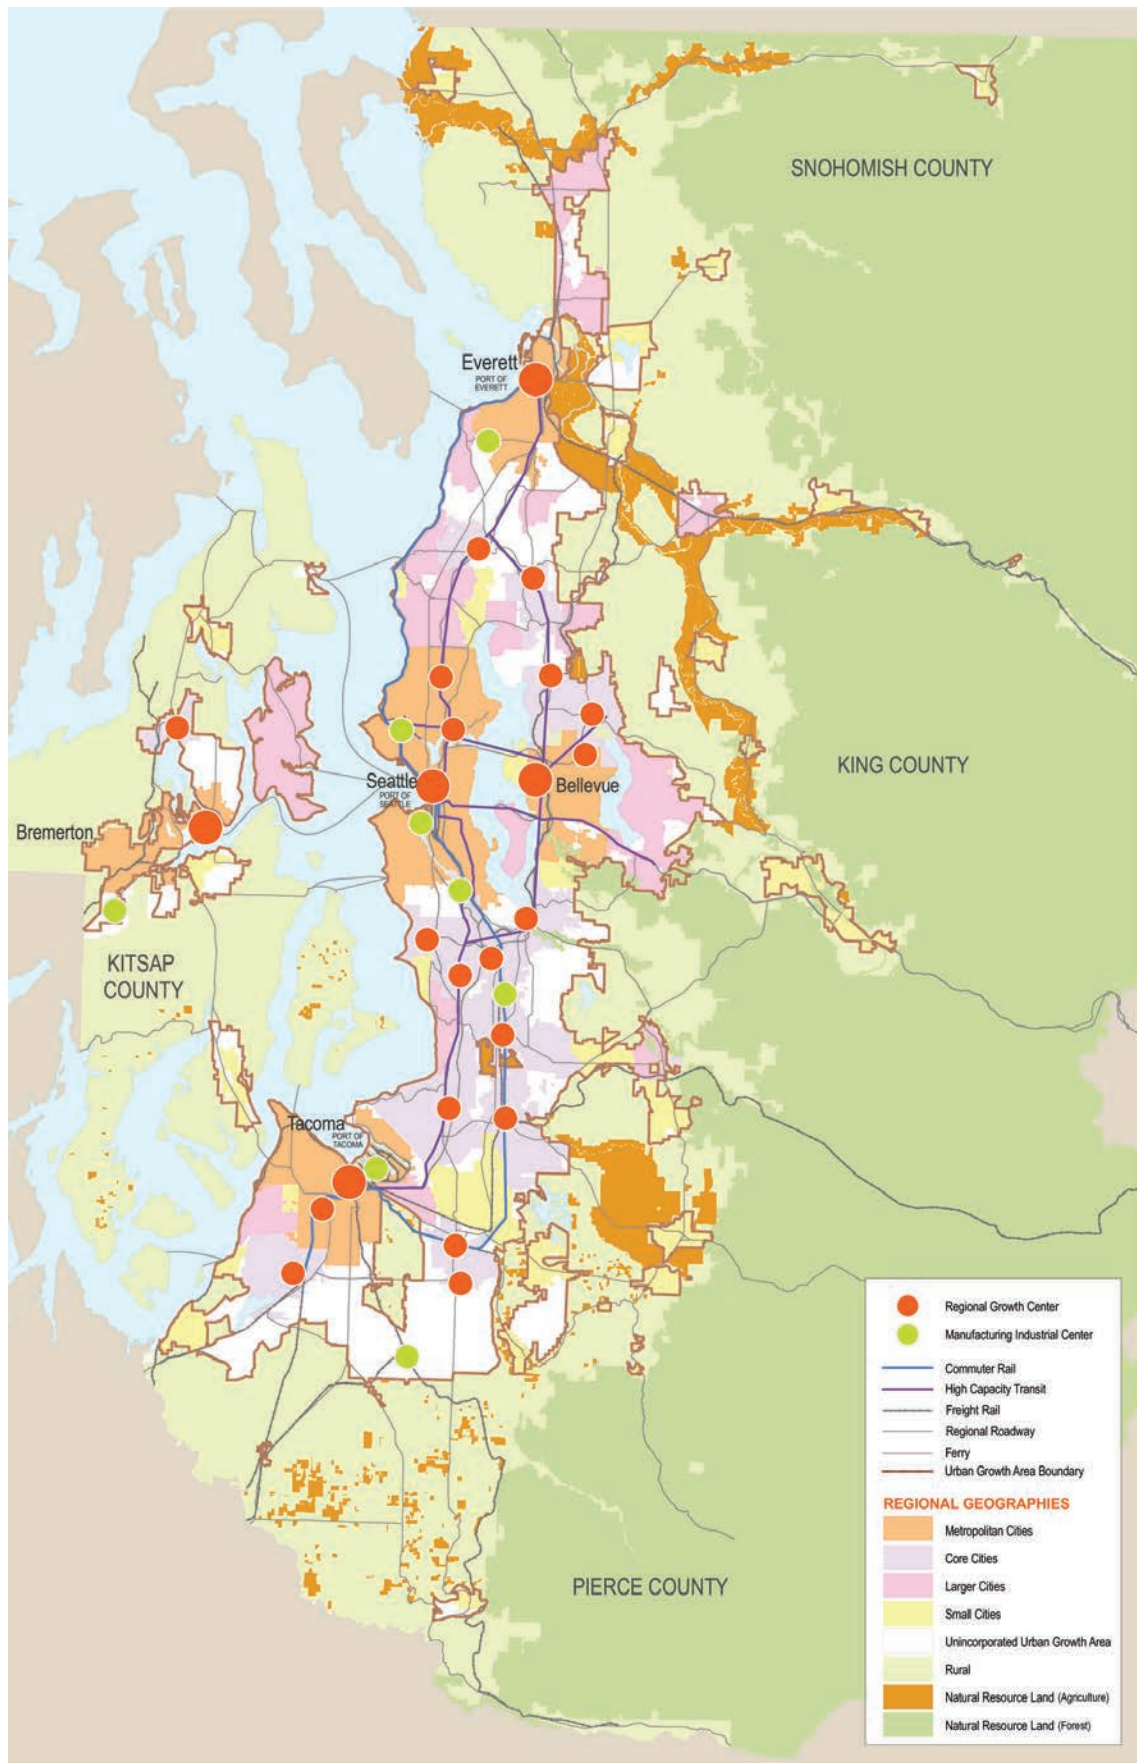 SNOHOMISH COUNTY
Everett
PORT OF
EVERETT
KING COUNTY
Seattle
PORT OF
SEATTLE
Bellevue
Bremerton
KITSAP
COUNTY
Tacoma
PORT OF
TACOMA
PIERCE COUNTY
Regional Growth Center
Manufacturing Industrial Center
Commuter Rail
High Capacity Transit
Freight Rail
Regional Roadway
Ferry
Urban Growth Area Boundary
REGIONAL GEOGRAPHIES
Metropolitan Cities
Core Cities
Larger Cities
Small Cities
Unincorporated Urban Growth Area
Rural
Natural Resource Land (Agriculture)
Natural Resource Land (Forest)